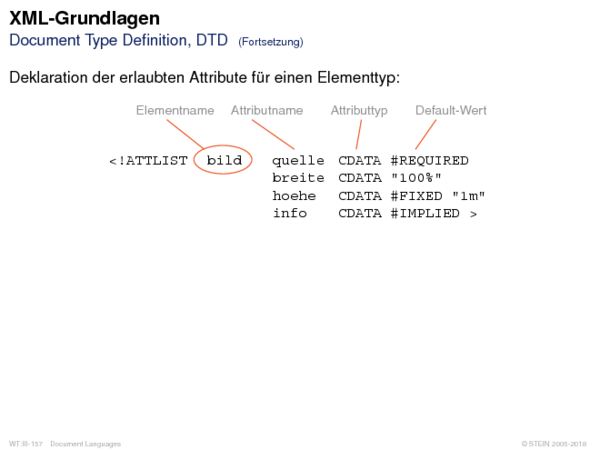 XML-Grundlagen
Document Type Definition, DTD (Fortsetzung)
Deklaration der erlaubten Attribute für einen Elementtyp:
Elementname Attributname Attributtyp Default-Wert
<!ATTLIST bild quelle CDATA #REQUIRED
breite CDATA "100%"
hoehe CDATA #FIXED "1m"
info CDATA #IMPLIED >
WT:III-157 Document Languages © STEIN 2005-2018